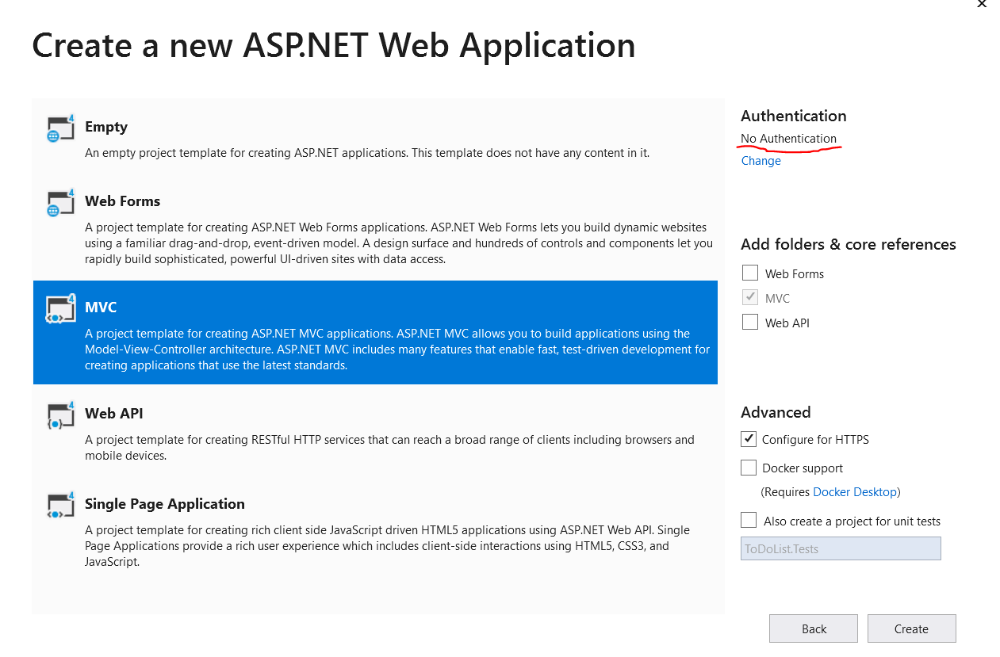 Create a new ASP.NET Web Application
Empty
An empty project template for creating ASP.NET applications. This template does not have any content in it.
Web Forms
A project template for creating ASP.NET Web Forms applications. ASP.NET Web Forms lets you build dynamic websites
using a familiar drag-and-drop, event-driven model. A design surface and hundreds of controls and components let you
rapidly build sophisticated, powerful UI-driven sites with data access.
MVC
A project template for creating ASP.NET MVC applications. ASP.NET MVC allows you to build applications using the
Model-View-Controller architecture. ASP.NET MVC includes many features that enable fast, test-driven development for
creating applications that use the latest standards.
Web API
A project template for creating RESTful HTTP services that can reach a broad range of clients including browsers and
mobile devices.
Single Page Application
A project template for creating rich client side JavaScript driven HTML5 applications using ASP.NET Web API. Single
Page Applications provide a rich user experience which includes client-side interactions using HTML5, CSS3, and
JavaScript.
Authentication
No Authentication
Change
Add folders & core references
Web Forms
MVC
Web API
Advanced
Configure for HTTPS
Docker support
(Requires Docker Desktop)
Also create a project for unit tests
ToDoList.Tests
Back
Create